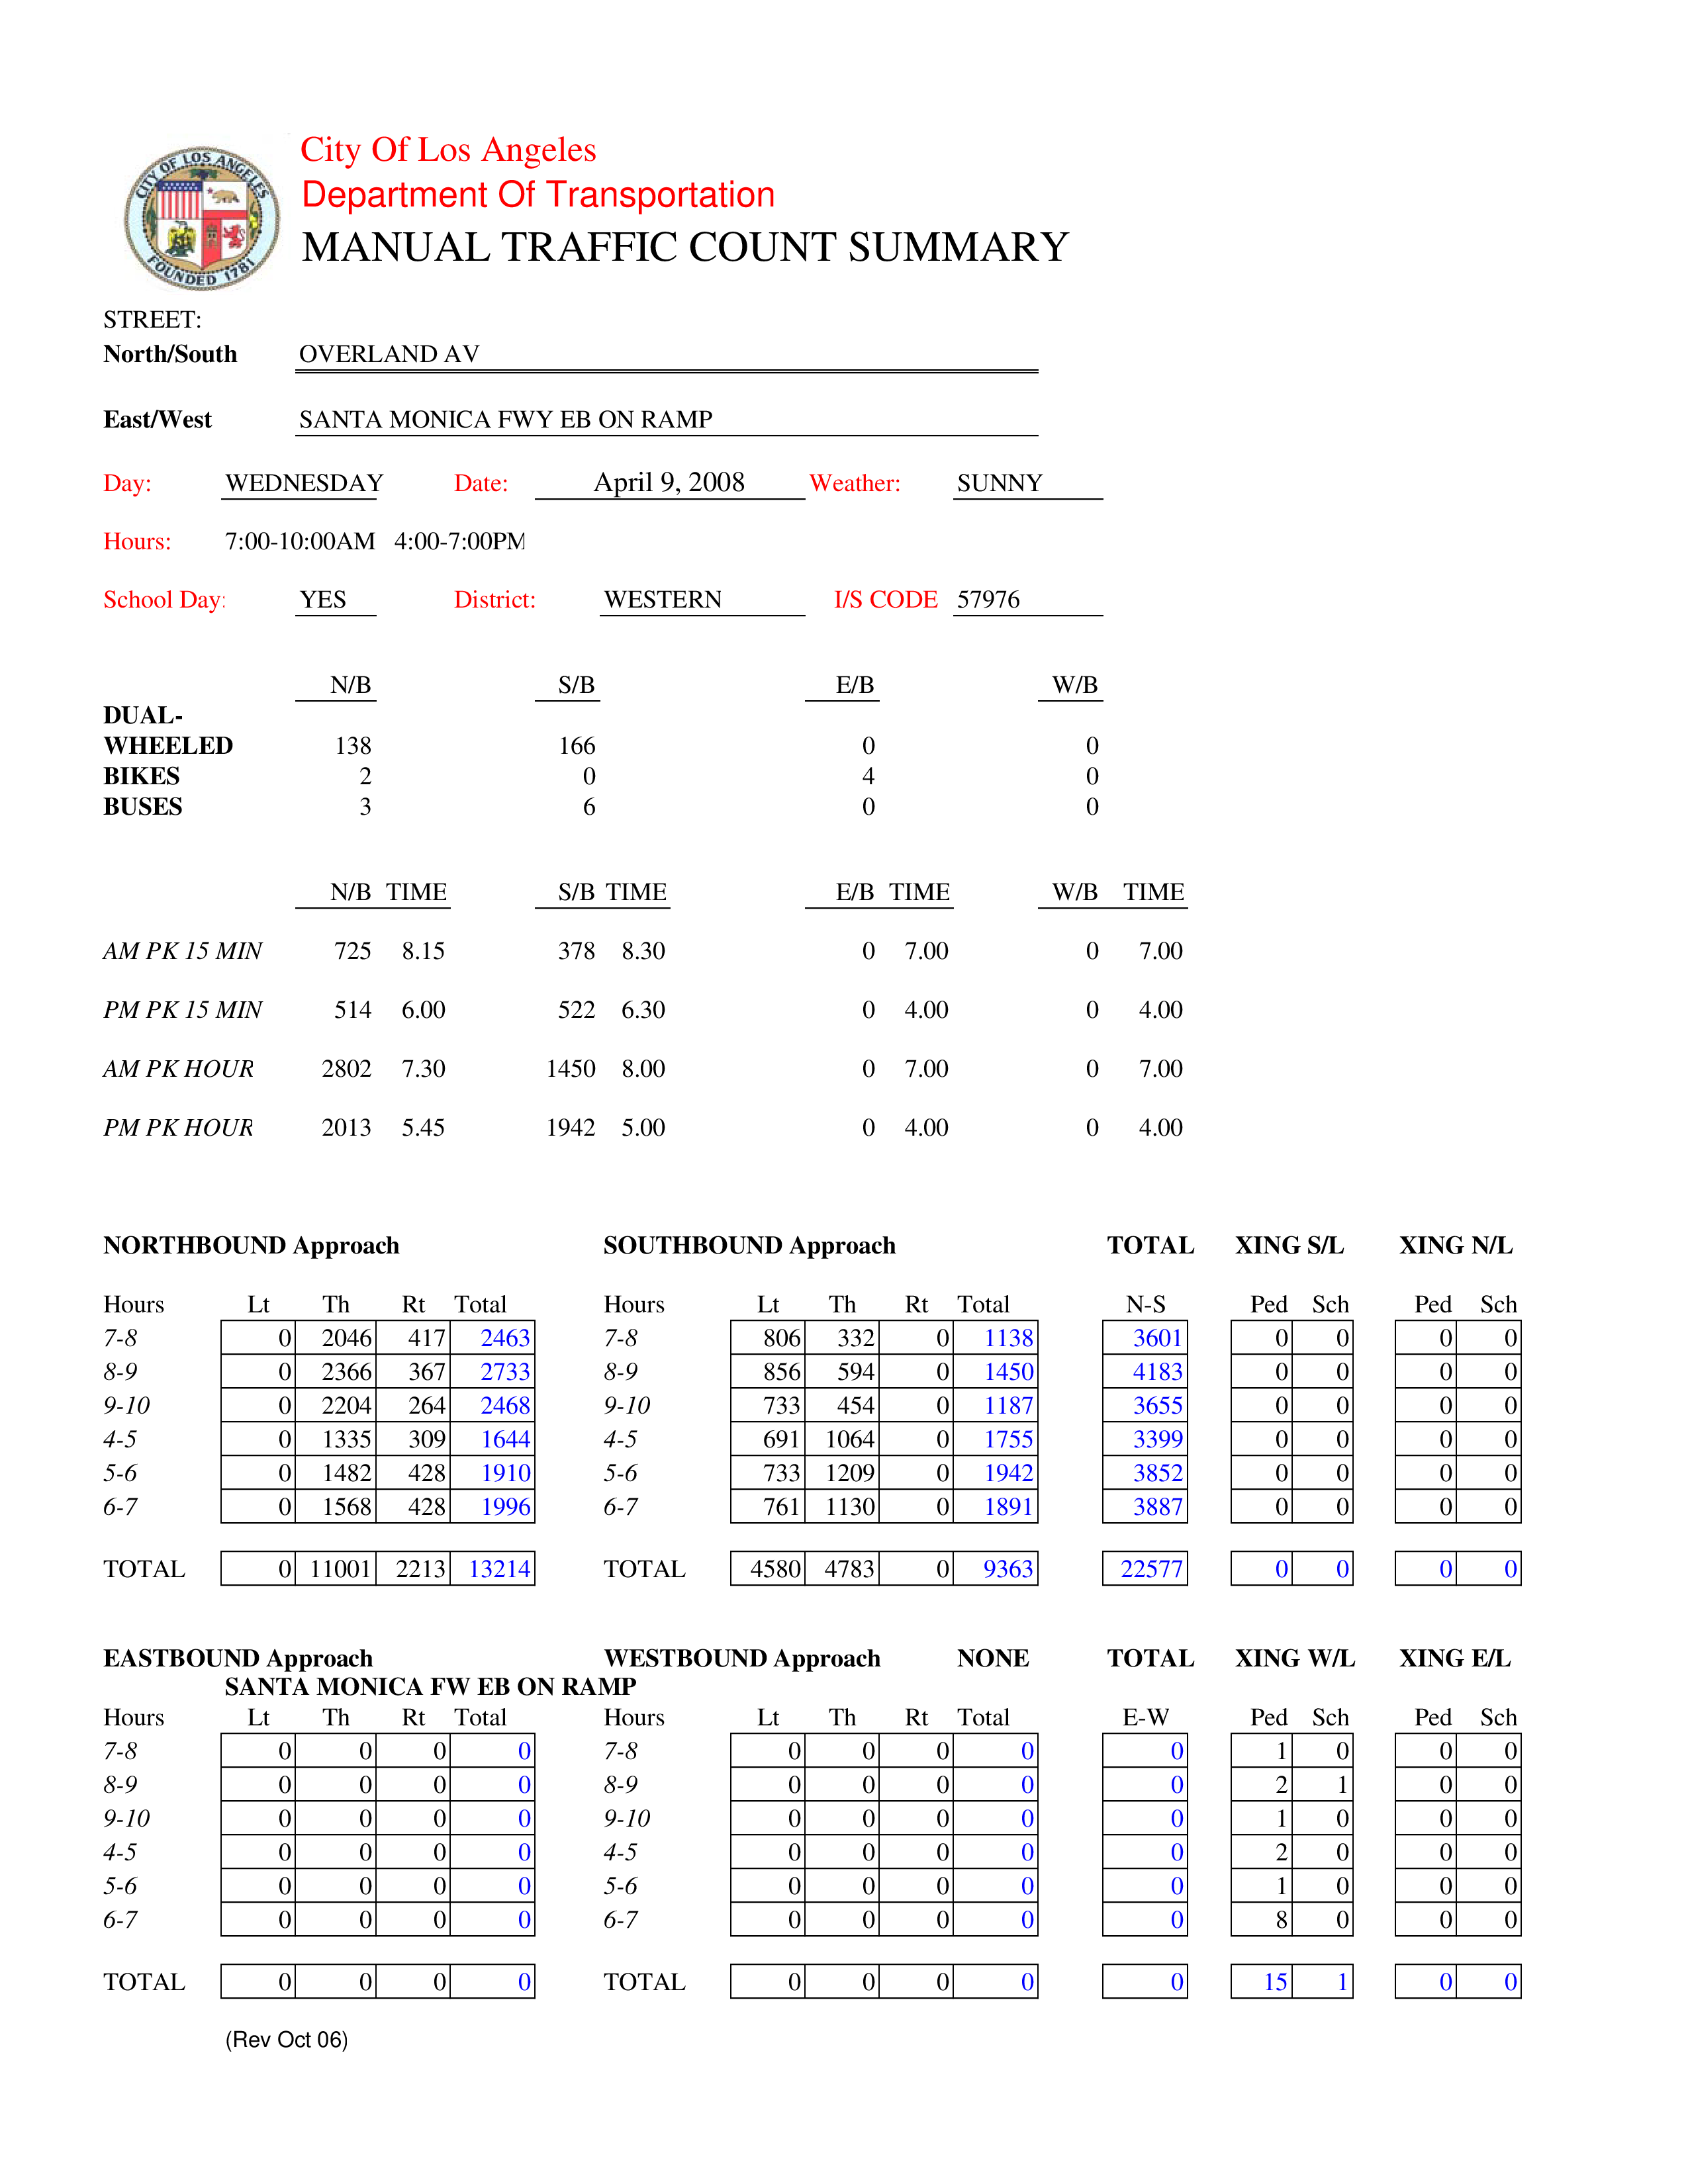 CITY OF LOS ANGELES
FOUNDED 1781
City Of Los Angeles
Department Of Transportation
MANUAL TRAFFIC COUNT SUMMARY
STREET:
North/South OVERLAND AV
East/West SANTA MONICA FWY EB ON RAMP
Day: WEDNESDAY Date: April 9, 2008 Weather: SUNNY
Hours: 7:00-10:00AM 4:00-7:00PM
School Day: YES District: WESTERN I/S CODE 57976
N/B S/B E/B W/B
DUAL-
WHEELED 138 166 0 0
BIKES 2 0 4 0
BUSES 3 6 0 0
N/B TIME S/B TIME E/B TIME W/B TIME
AM PK 15 MIN 725 8.15 378 8.30 0 7.00 0 7.00
PM PK 15 MIN 514 6.00 522 6.30 0 4.00 0 4.00
AM PK HOUR 2802 7.30 1450 8.00 0 7.00 0 7.00
PM PK HOUR 2013 5.45 1942 5.00 0 4.00 0 4.00
NORTHBOUND Approach SOUTHBOUND Approach TOTAL XING S/L XING N/L
Hours Lt Th Rt Total Hours Lt Th Rt Total N-S Ped Sch Ped Sch
7-8 0 2046 417 2463 7-8 806 332 0 1138 3601 0 0 0 0
8-9 0 2366 367 2733 8-9 856 594 0 1450 4183 0 0 0 0
9-10 0 2204 264 2468 9-10 733 454 0 1187 3655 0 0 0 0
4-5 0 1335 309 1644 4-5 691 1064 0 1755 3399 0 0 0 0
5-6 0 1482 428 1910 5-6 733 1209 0 1942 3852 0 0 0 0
6-7 0 1568 428 1996 6-7 761 1130 0 1891 3887 0 0 0 0
TOTAL 0 11001 2213 13214 TOTAL 4580 4783 0 9363 22577 0 0 0 0
EASTBOUND Approach WESTBOUND Approach NONE TOTAL XING W/L XING E/L
SANTA MONICA FW EB ON RAMP
Hours Lt Th Rt Total Hours Lt Th Rt Total E-W Ped Sch Ped Sch
7-8 0 0 0 0 7-8 0 0 0 0 0 1 0 0 0
8-9 0 0 0 0 8-9 0 0 0 0 0 2 1 0 0
9-10 0 0 0 0 9-10 0 0 0 0 0 1 0 0 0
4-5 0 0 0 0 4-5 0 0 0 0 0 2 0 0 0
5-6 0 0 0 0 5-6 0 0 0 0 0 1 0 0 0
6-7 0 0 0 0 6-7 0 0 0 0 0 8 0 0 0
TOTAL 0 0 0 0 TOTAL 0 0 0 0 0 15 1 0 0
(Rev Oct 06)